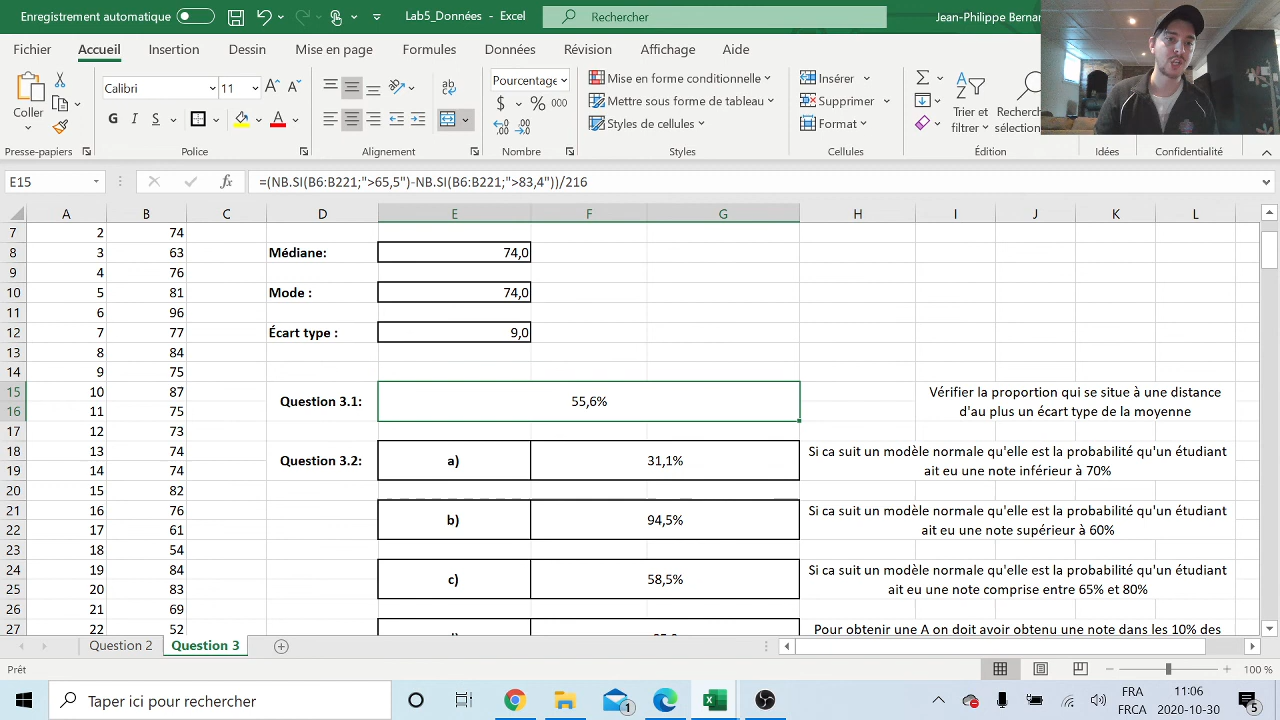 Enregistrement automatique
Lab5_Données - Excel
Rechercher
Jean-Philippe Bernar
Fichier Accueil Insertion Dessin Mise en page Formules Données Révision Affichage Aide
Coller
Calibri 11
G I S
Pourcentage
$ % 000
Mise en forme conditionnelle
Mettre sous forme de tableau
Styles de cellules
Insérer
Supprimer
Format
Trier et
filtrer
Recherch
sélection
Presse-papiers Police Alignement Nombre Styles Cellules Édition Idées Confidentialité
E15 fx =(NB.SI(B6:B221;">65,5")-NB.SI(B6:B221;">83,4"))/216
A B C D E F G H I J K L
7 2 74
8 3 63 Médiane: 74,0
9 4 76
10 5 81 Mode : 74,0
11 6 96
12 7 77 Écart type : 9,0
13 8 84
14 9 75
15 10 87 Vérifier la proportion qui se situe à une distance
Question 3.1: 55,6%
16 11 75 d'au plus un écart type de la moyenne
17 12 73
18 13 74 Si ca suit un modèle normale qu'elle est la probabilité qu'un étudiant
Question 3.2: a) 31,1%
19 14 74 ait eu une note inférieur à 70%
20 15 82
21 16 76 Si ca suit un modèle normale qu'elle est la probabilité qu'un étudiant
b) 94,5%
22 17 61 ait eu une note supérieur à 60%
23 18 54
24 19 84 Si ca suit un modèle normale qu'elle est la probabilité qu'un étudiant
c) 58,5%
25 20 83 ait eu une note comprise entre 65% et 80%
26 21 69
27 22 52 Pour obtenir une A on doit avoir obtenu une note dans les 10% des
Question 2 Question 3
Prêt 100 %
Taper ici pour rechercher
1
FRA
FRCA
11:06
2020-10-30
5